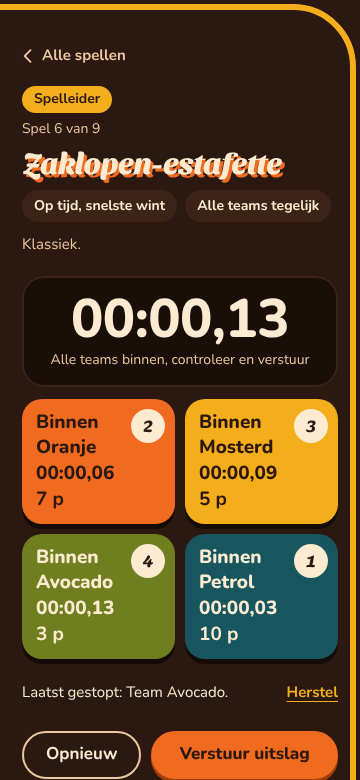 Alle spellen
Spelleider
Spel 6 van 9
Zaklopen-estafette
Op tijd, snelste wint
Alle teams tegelijk
Klassiek.
00:00,13
Alle teams binnen, controleer en verstuur
Binnen
Oranje
00:00,06
7 p
2
Binnen
Mosterd
00:00,09
5 p
3
Binnen
Avocado
00:00,13
3 p
4
Binnen
Petrol
00:00,03
10 p
1
Laatst gestopt: Team Avocado.
Herstel
Opnieuw
Verstuur uitslag